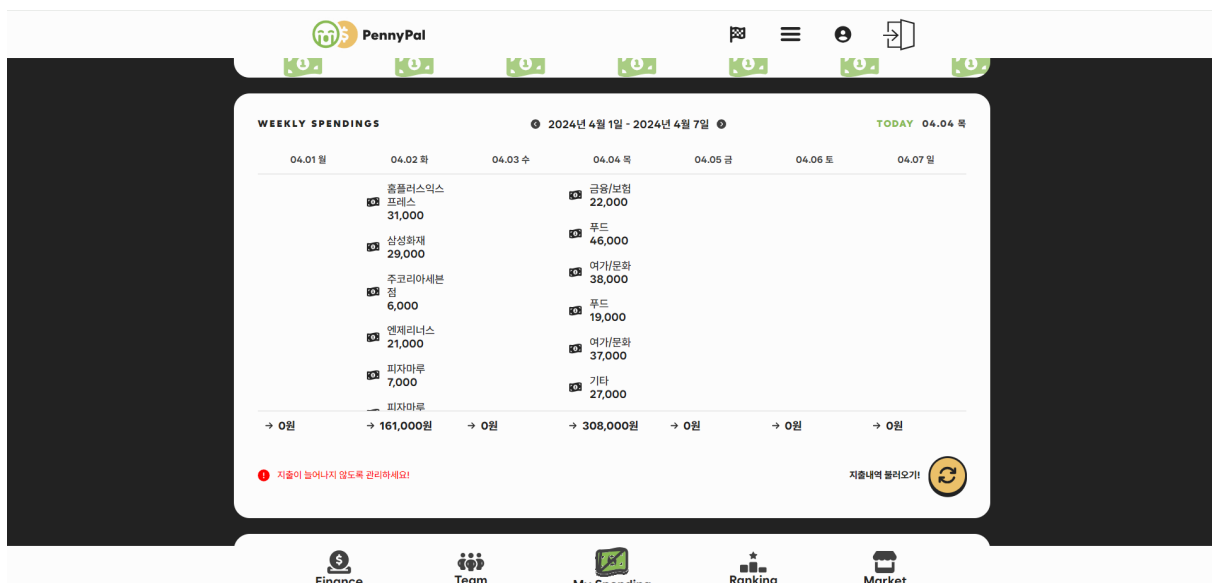 PennyPal
WEEKLY SPENDINGS
2024년 4월 1일 - 2024년 4월 7일
TODAY 04.04 목
04.01 월
04.02 화
04.03 수
04.04 목
04.05 금
04.06 토
04.07 일
홈플러스익스
프레스
31,000
삼성화재
29,000
주코리아세븐
점
6,000
엔제리너스
21,000
피자마루
7,000
피자마루
금융/보험
22,000
푸드
46,000
여가/문화
38,000
푸드
19,000
여가/문화
37,000
기타
27,000
→ 0원
→ 161,000원
→ 0원
→ 308,000원
→ 0원
→ 0원
→ 0원
지출이 늘어나지 않도록 관리하세요!
지출내역 불러오기!
Finance
Team
My Spending
Ranking
Market